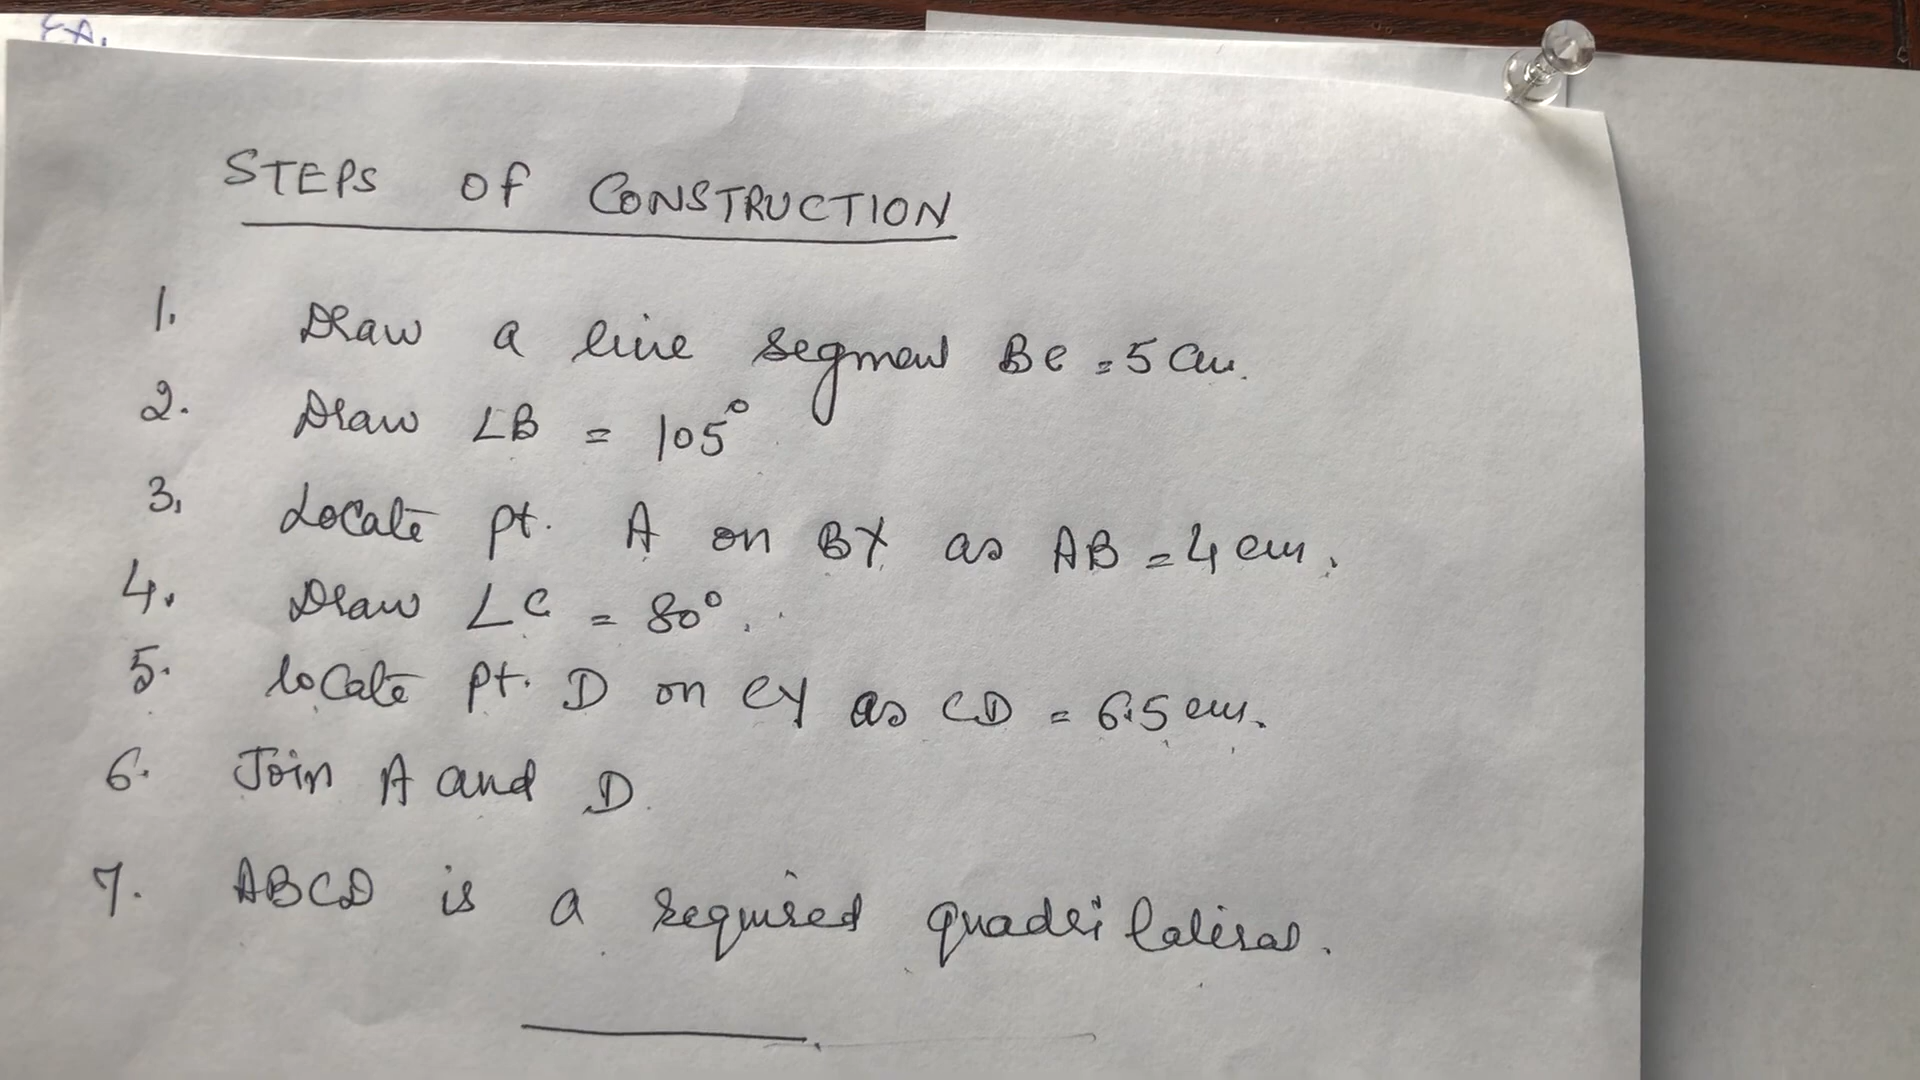 STEPS OF CONSTRUCTION
1. Draw a line segment BC = 5 cm.
2. Draw ∠B = 105°
3. Locate pt. A on BX as AB = 4 cm.
4. Draw ∠C = 80°.
5. locate pt. D on CY as CD = 6.5 cm.
6. Join A and D.
7. ABCD is a required quadrilateral.